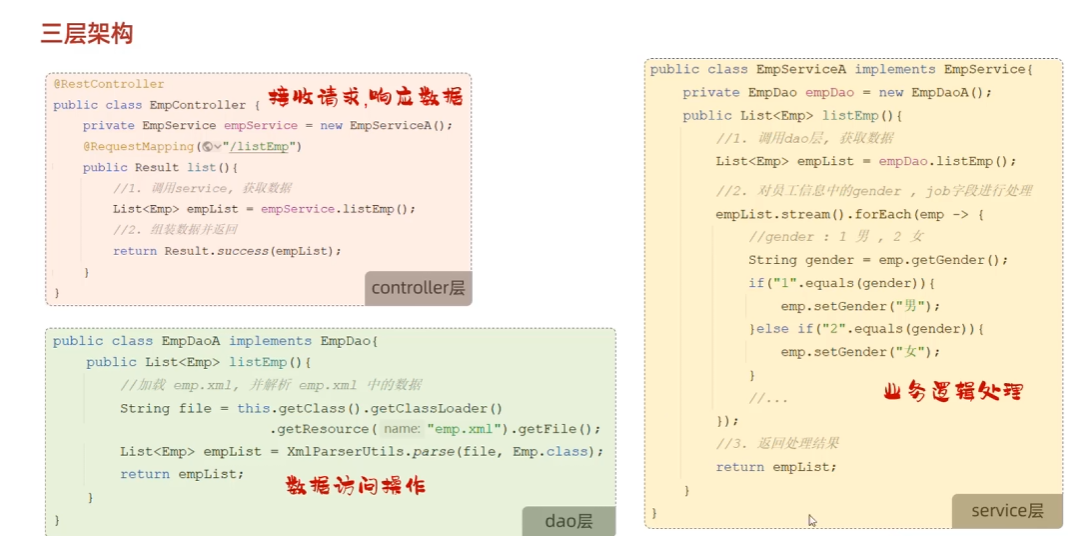 三层架构
@RestController
public class EmpController {
接收请求,响应数据
private EmpService empService = new EmpServiceA();
@RequestMapping("/listEmp")
public Result list(){
//1. 调用service, 获取数据
List<Emp> empList = empService.listEmp();
//2. 组装数据并返回
return Result.success(empList);
}
}
controller层
public class EmpDaoA implements EmpDao{
public List<Emp> listEmp(){
//加载 emp.xml, 并解析 emp.xml 中的数据
String file = this.getClass().getClassLoader()
.getResource( name: "emp.xml").getFile();
List<Emp> empList = XmlParserUtils.parse(file, Emp.class);
return empList;
数据访问操作
}
}
dao层
public class EmpServiceA implements EmpService{
private EmpDao empDao = new EmpDaoA();
public List<Emp> listEmp(){
//1. 调用dao层, 获取数据
List<Emp> empList = empDao.listEmp();
//2. 对员工信息中的gender , job字段进行处理
empList.stream().forEach(emp -> {
//gender : 1 男 , 2 女
String gender = emp.getGender();
if("1".equals(gender)){
emp.setGender("男");
}else if("2".equals(gender)){
emp.setGender("女");
}
业务逻辑处理
//...
});
//3. 返回处理结果
return empList;
}
}
service层